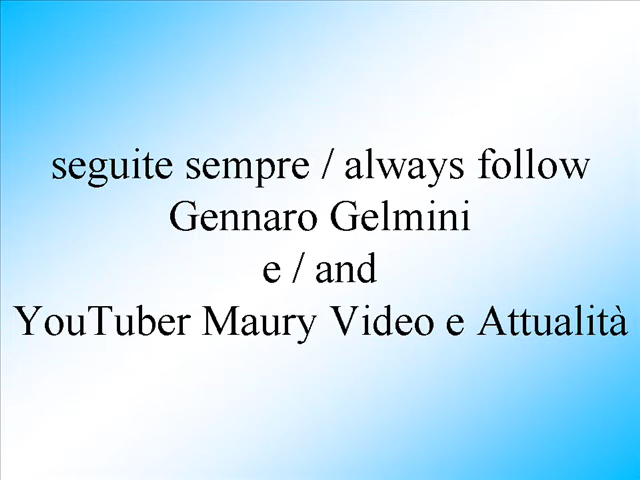 seguite sempre / always follow
Gennaro Gelmini
e / and
YouTuber Maury Video e Attualità